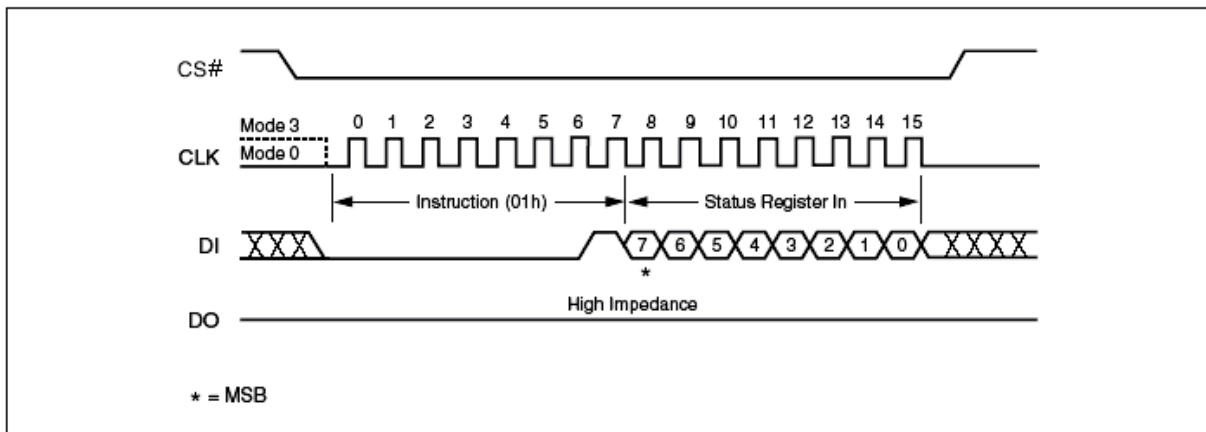 CS#
Mode 3
0 1 2 3 4 5 6 7 8 9 10 11 12 13 14 15
CLK
Mode 0
Instruction (01h)
Status Register In
DI
7 6 5 4 3 2 1 0
*
High Impedance
DO
* = MSB